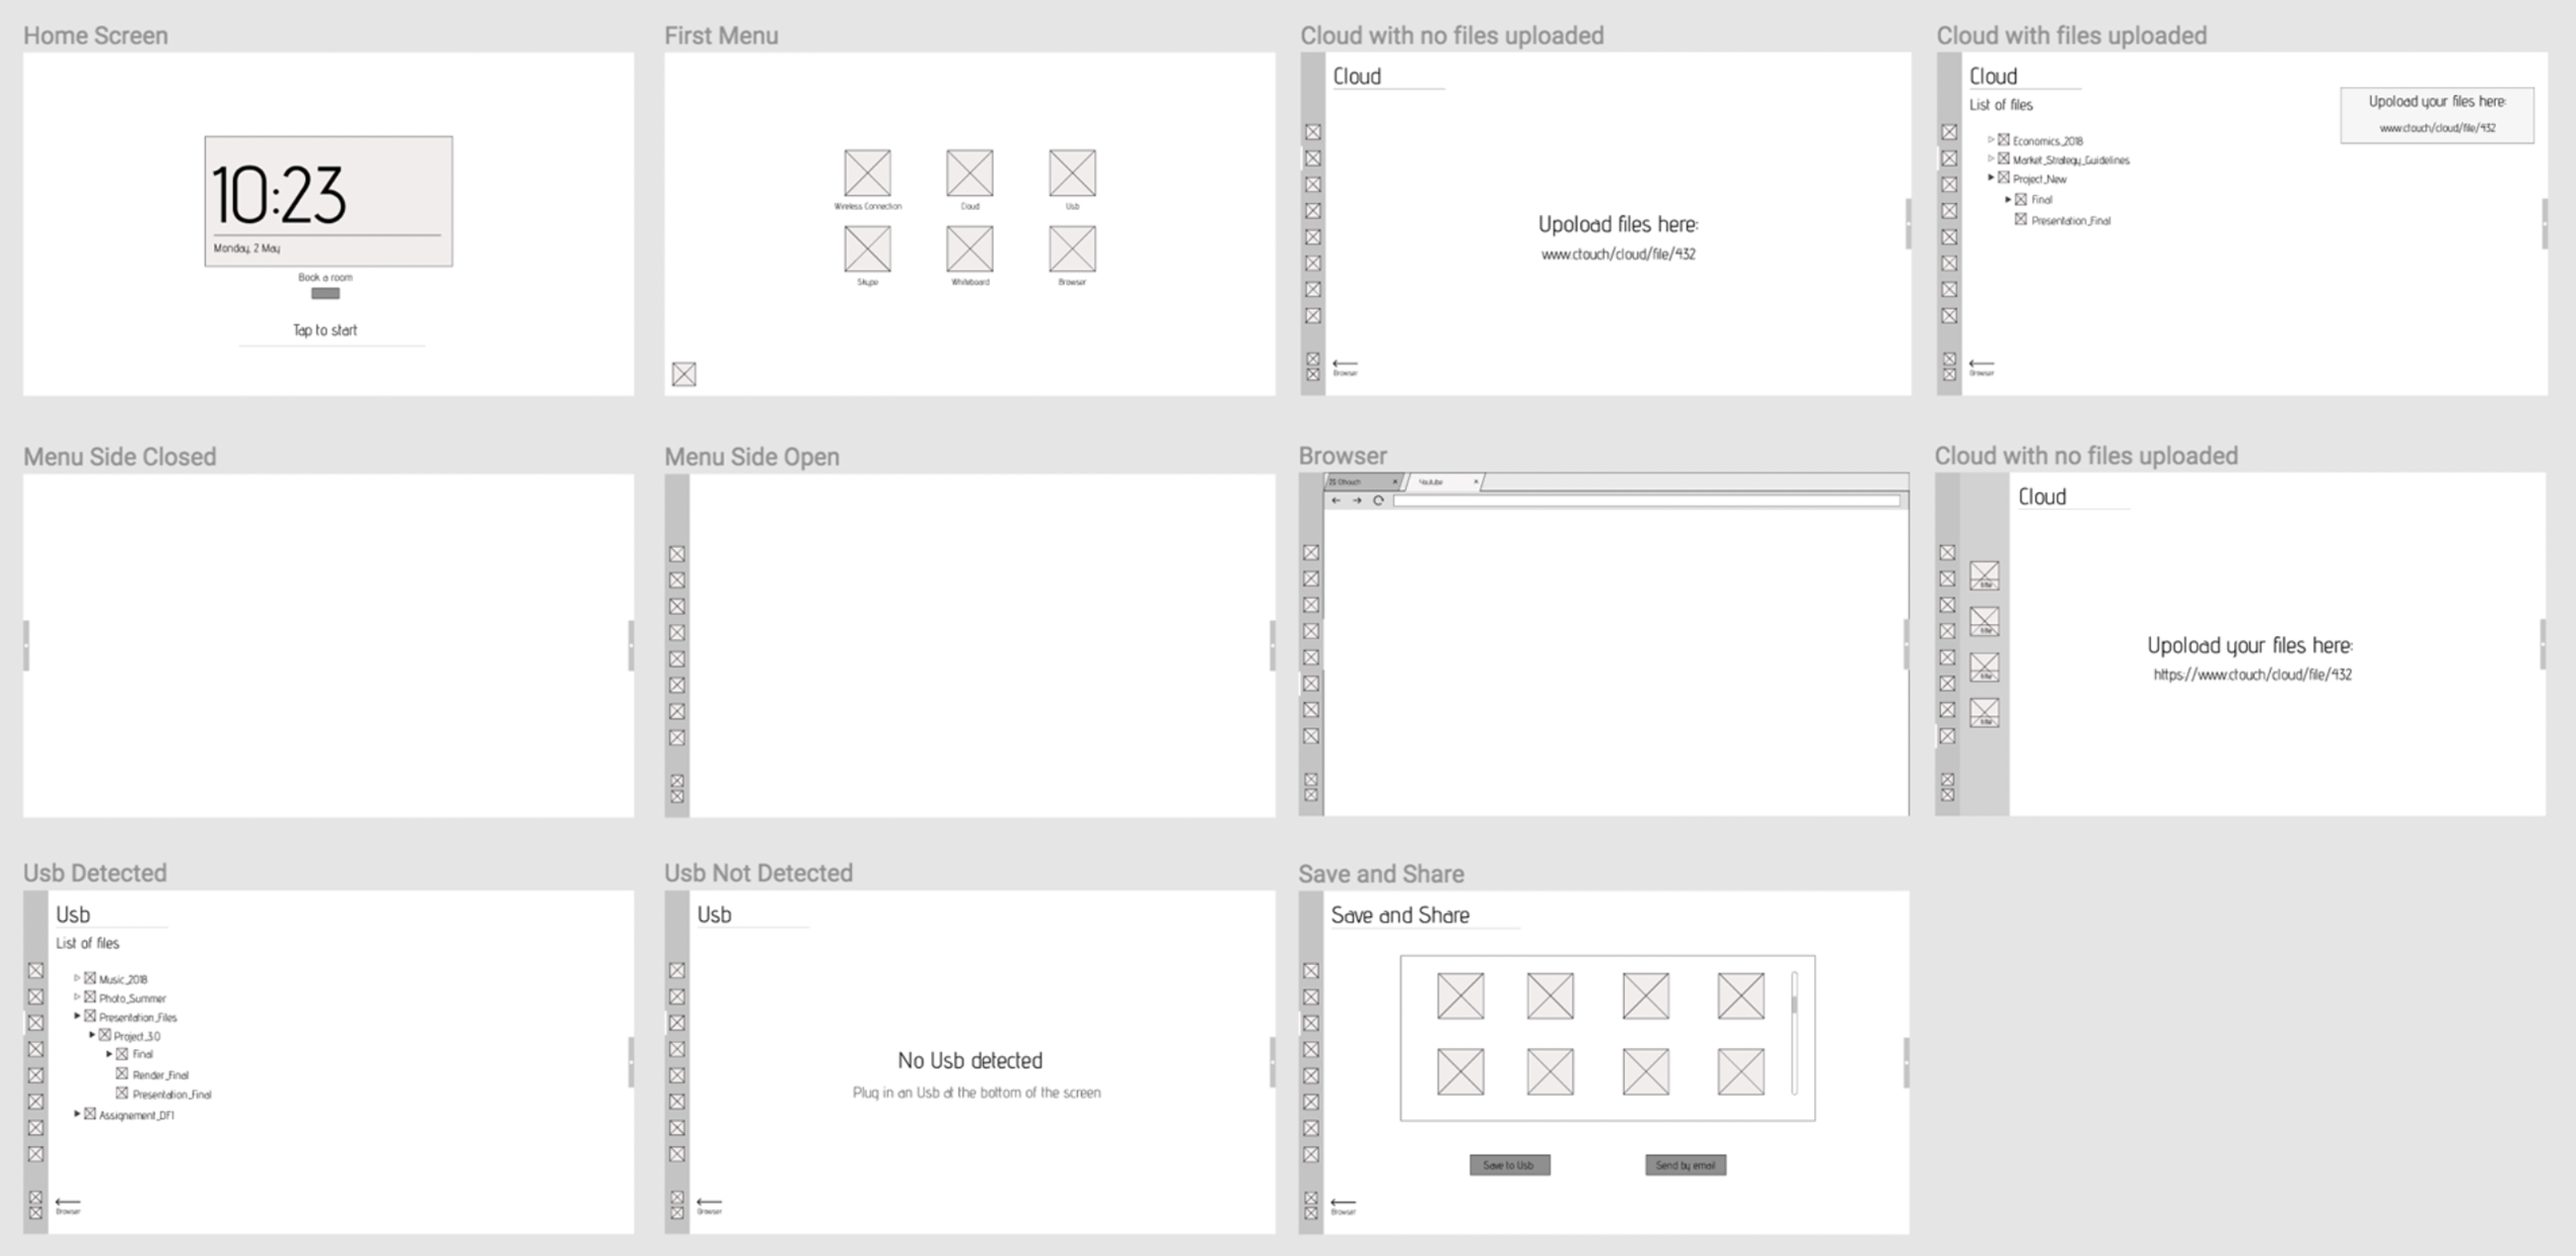 Home Screen
10:23
Monday, 2 May
Book a room
Tap to start
First Menu
Wireless Connection
Cloud
Usb
Skype
Whiteboard
Browser
Cloud with no files uploaded
Cloud
Upoload files here:
www.ctouch/cloud/file/432
Browser
Cloud with files uploaded
Cloud
List of files
Economics_2018
Market_Strategy_Guidelines
Project_New
Final
Presentation_Final
Upoload your files here:
www.ctouch/cloud/file/432
Browser
Menu Side Closed
Menu Side Open
Browser
Ctouch
Youtube
Cloud with no files uploaded
Cloud
Upoload your files here:
https://www.ctouch/cloud/file/432
Usb Detected
Usb
List of files
Music_2018
Photo_Summer
Presentation_Files
Project_3.0
Final
Render_Final
Presentation_Final
Assignement_DF1
Browser
Usb Not Detected
Usb
No Usb detected
Plug in an Usb at the bottom of the screen
Browser
Save and Share
Save and Share
Save to Usb
Send by email
Browser